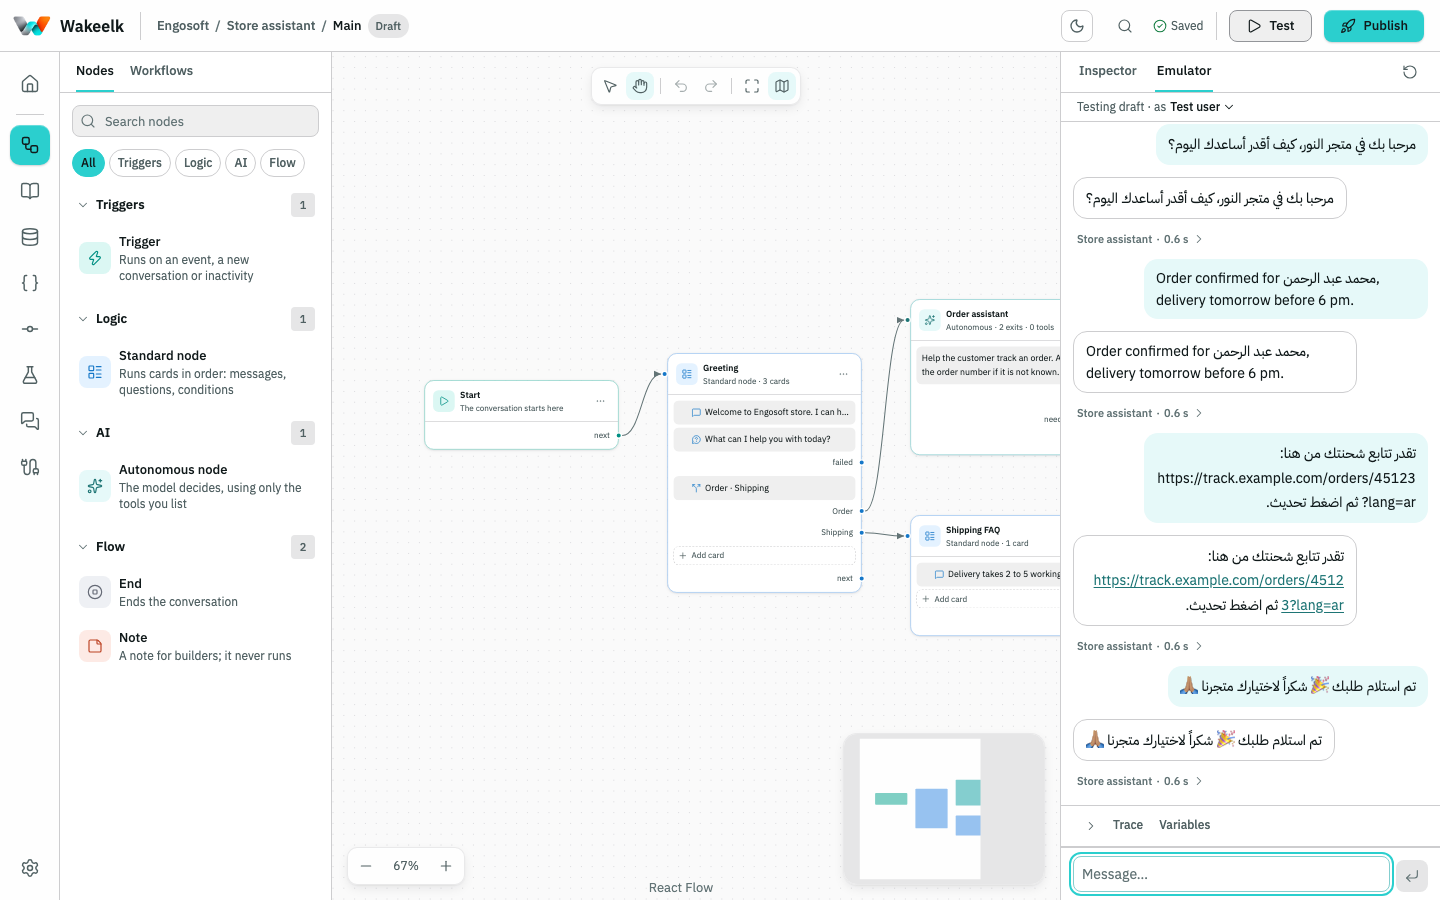 Wakeelk
Engosoft / Store assistant / Main Draft
Saved
Test
Publish
Nodes Workflows
Search nodes
All Triggers Logic AI Flow
Triggers 1
Trigger
Runs on an event, a new
conversation or inactivity
Logic 1
Standard node
Runs cards in order: messages,
questions, conditions
AI 1
Autonomous node
The model decides, using only the
tools you list
Flow 2
End
Ends the conversation
Note
A note for builders; it never runs
Start
The conversation starts here
next
Greeting
Standard node · 3 cards
Welcome to Engosoft store. I can h...
What can I help you with today?
failed
Order · Shipping
Order
Shipping
+ Add card
next
Order assistant
Autonomous · 2 exits · 0 tools
Help the customer track an order. A
the order number if it is not known.
need
Shipping FAQ
Standard node · 1 card
Delivery takes 2 to 5 working
+ Add card
67%
React Flow
Inspector Emulator
Testing draft · as Test user
مرحبا بك في متجر النور، كيف أقدر أساعدك اليوم؟
مرحبا بك في متجر النور، كيف أقدر أساعدك اليوم؟
Store assistant · 0.6 s
Order confirmed for محمد عبد الرحمن,
delivery tomorrow before 6 pm.
Order confirmed for محمد عبد الرحمن,
delivery tomorrow before 6 pm.
Store assistant · 0.6 s
تقدر تتابع شحنتك من هنا:
https://track.example.com/orders/45123
?lang=ar ثم اضغط تحديث.
تقدر تتابع شحنتك من هنا:
https://track.example.com/orders/4512
3?lang=ar ثم اضغط تحديث.
Store assistant · 0.6 s
تم استلام طلبك 🎉 شكراً لاختيارك متجرنا 🙏🏽
تم استلام طلبك 🎉 شكراً لاختيارك متجرنا 🙏🏽
Store assistant · 0.6 s
Trace Variables
Message...